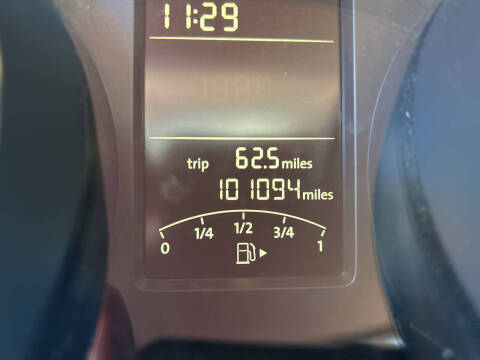 11:29
trip 62.5 miles
101094 miles
0 1/4 1/2 3/4 1